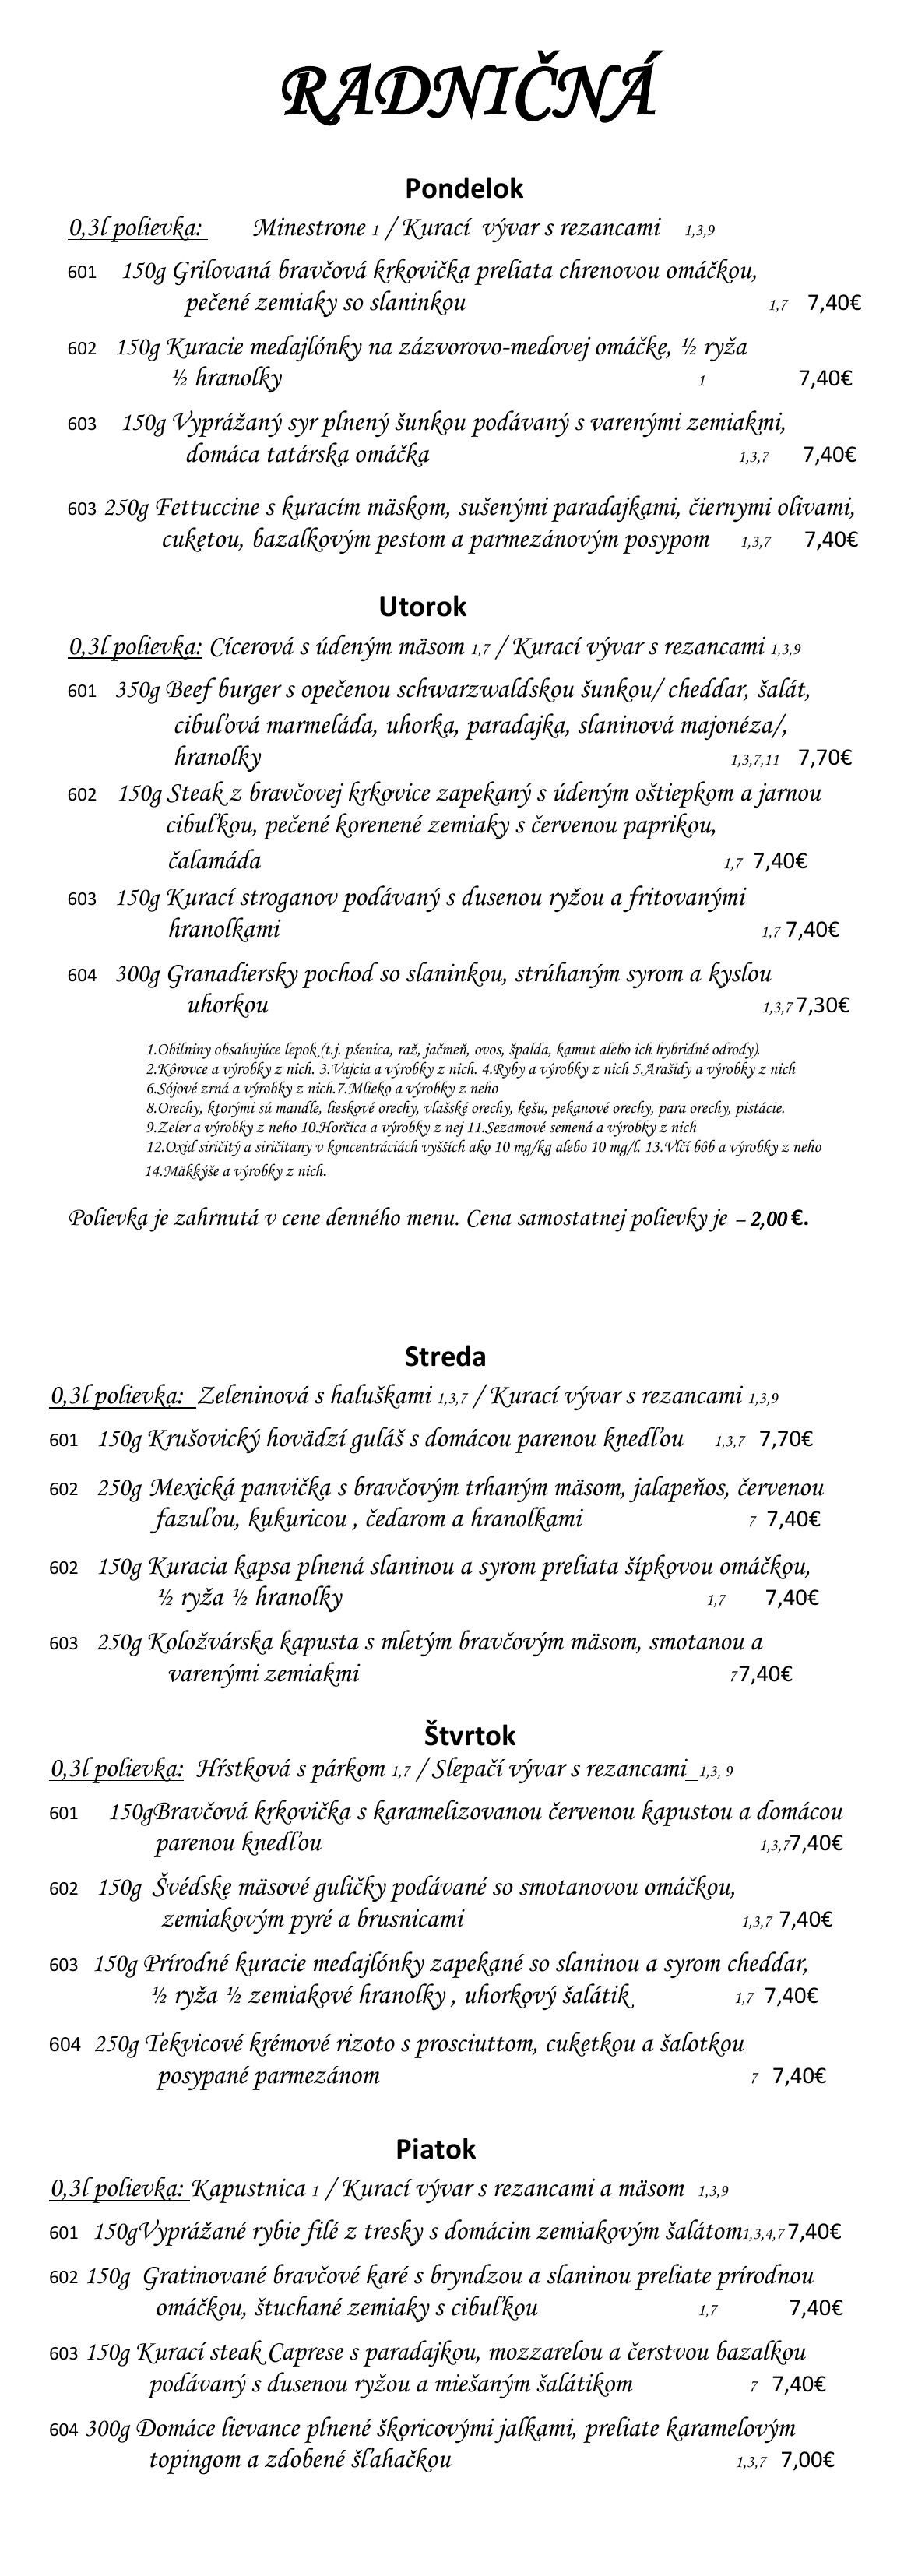 RADNIČNÁ
Pondelok
0,3l polievka: Minestrone 1 / Kurací vývar s rezancami 1,3,9
601 150g Grilovaná bravčová krkovička preliata chrenovou omáčkou,
pečené zemiaky so slaninkou 1,7 7,40€
602 150g Kuracie medajlónky na zázvorovo-medovej omáčke, ½ ryža
½ hranolky 1 7,40€
603 150g Vyprážaný syr plnený šunkou podávaný s varenými zemiakmi,
domáca tatárska omáčka 1,3,7 7,40€
603 250g Fettuccine s kuracím mäskom, sušenými paradajkami, čiernymi olivami,
cuketou, bazalkovým pestom a parmezánovým posypom 1,3,7 7,40€
Utorok
0,3l polievka: Cícerová s údeným mäsom 1,7 / Kurací vývar s rezancami 1,3,9
601 350g Beef burger s opečenou schwarzwaldskou šunkou/ cheddar, šalát,
cibuľová marmeláda, uhorka, paradajka, slaninová majonéza/,
hranolky 1,3,7,11 7,70€
602 150g Steak z bravčovej krkovice zapekaný s údeným oštiepkom a jarnou
cibuľkou, pečené korenené zemiaky s červenou paprikou,
čalamáda 1,7 7,40€
603 150g Kurací stroganov podávaný s dusenou ryžou a fritovanými
hranolkami 1,7 7,40€
604 300g Granadiersky pochod so slaninkou, strúhaným syrom a kyslou
uhorkou 1,3,7 7,30€
1.Obilniny obsahujúce lepok (t.j. pšenica, raž, jačmeň, ovos, špalda, kamut alebo ich hybridné odrody).
2.Kôrovce a výrobky z nich. 3.Vajcia a výrobky z nich. 4.Ryby a výrobky z nich 5.Arašidy a výrobky z nich
6.Sójové zrná a výrobky z nich.7.Mlieko a výrobky z neho
8.Orechy, ktorými sú mandle, lieskové orechy, vlašské orechy, kešu, pekanové orechy, para orechy, pistácie.
9.Zeler a výrobky z neho 10.Horčica a výrobky z nej 11.Sezamové semená a výrobky z nich
12.Oxid siričitý a siričitany v koncentráciách vyšších ako 10 mg/kg alebo 10 mg/l. 13.Vlčí bôb a výrobky z neho
14.Mäkkýše a výrobky z nich.
Polievka je zahrnutá v cene denného menu. Cena samostatnej polievky je – 2,00 €.
Streda
0,3l polievka: Zeleninová s haluškami 1,3,7 / Kurací vývar s rezancami 1,3,9
601 150g Krušovický hovädzí guláš s domácou parenou knedľou 1,3,7 7,70€
602 250g Mexická panvička s bravčovým trhaným mäsom, jalapeňos, červenou
fazuľou, kukuricou , čedarom a hranolkami 7 7,40€
602 150g Kuracia kapsa plnená slaninou a syrom preliata šípkovou omáčkou,
½ ryža ½ hranolky 1,7 7,40€
603 250g Koložvárska kapusta s mletým bravčovým mäsom, smotanou a
varenými zemiakmi 7 7,40€
Štvrtok
0,3l polievka: Hŕstková s párkom 1,7 / Slepačí vývar s rezancami 1,3, 9
601 150gBravčová krkovička s karamelizovanou červenou kapustou a domácou
parenou knedľou 1,3,7 7,40€
602 150g Švédske mäsové guličky podávané so smotanovou omáčkou,
zemiakovým pyré a brusnicami 1,3,7 7,40€
603 150g Prírodné kuracie medajlónky zapekané so slaninou a syrom cheddar,
½ ryža ½ zemiakové hranolky , uhorkový šalátik 1,7 7,40€
604 250g Tekvicové krémové rizoto s prosciuttom, cuketkou a šalotkou
posypané parmezánom 7 7,40€
Piatok
0,3l polievka: Kapustnica 1 / Kurací vývar s rezancami a mäsom 1,3,9
601 150gVyprážané rybie filé z tresky s domácim zemiakovým šalátom1,3,4,7 7,40€
602 150g Gratinované bravčové karé s bryndzou a slaninou preliate prírodnou
omáčkou, štuchané zemiaky s cibuľkou 1,7 7,40€
603 150g Kurací steak Caprese s paradajkou, mozzarelou a čerstvou bazalkou
podávaný s dusenou ryžou a miešaným šalátikom 7 7,40€
604 300g Domáce lievance plnené škoricovými jalkami, preliate karamelovým
topingom a zdobené šľahačkou 1,3,7 7,00€